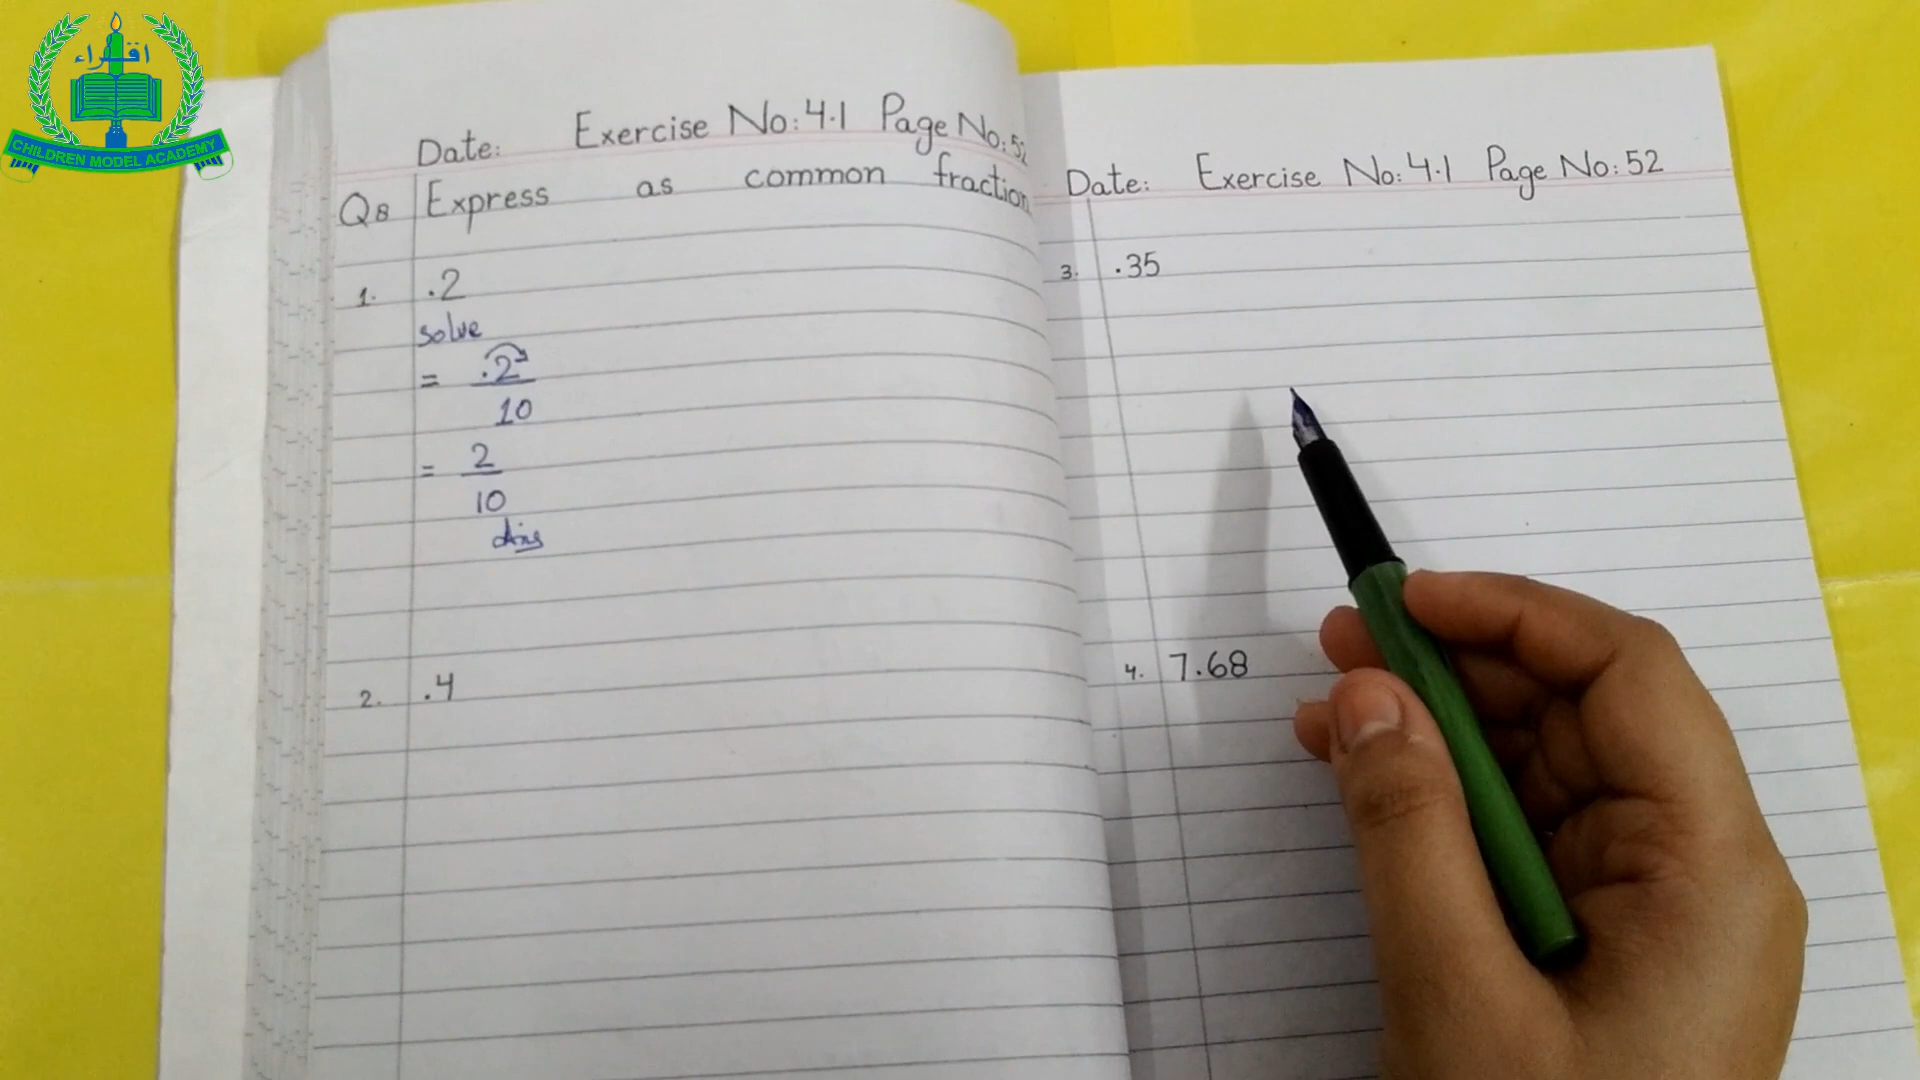 اقراء
CHILDREN MODEL ACADEMY
Date: Exercise No: 4.1 Page No: 52
Q8 Express as common fraction
1. .2
solve
= .2
10
= 2
10
Ans
2. .4
Date: Exercise No: 4.1 Page No: 52
3. .35
4. 7.68